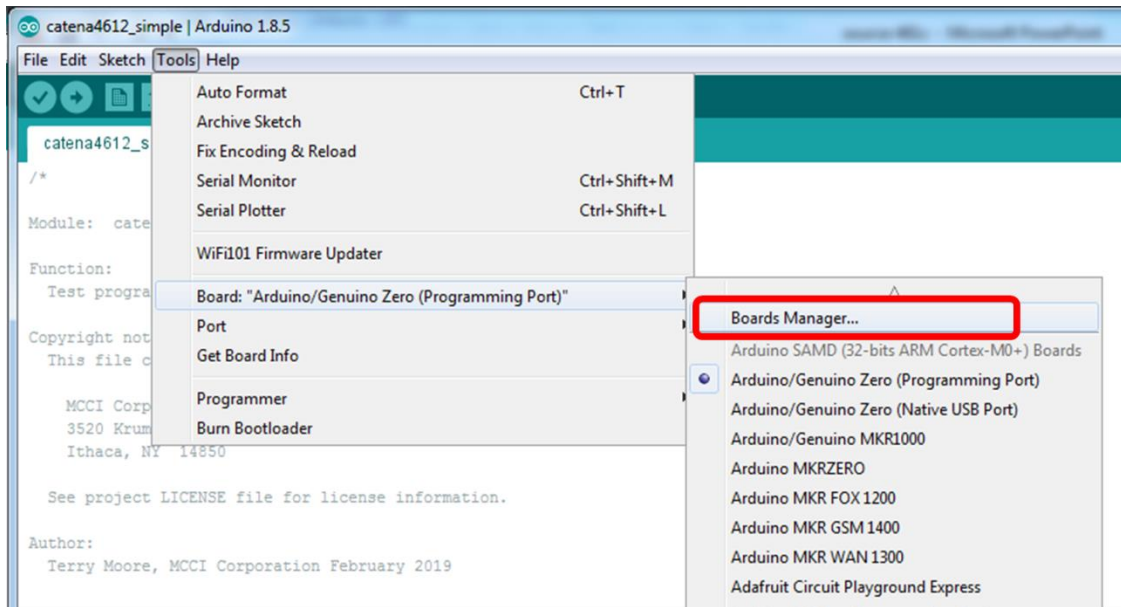 catena4612_simple | Arduino 1.8.5
File Edit Sketch Tools Help
Auto Format Ctrl+T
Archive Sketch
catena4612_s
Fix Encoding & Reload
/*
Serial Monitor Ctrl+Shift+M
Serial Plotter Ctrl+Shift+L
Module: cate
WiFi101 Firmware Updater
Function:
Test progra
Board: "Arduino/Genuino Zero (Programming Port)"
Port
Get Board Info
Copyright not
This file c
Programmer
Burn Bootloader
MCCI Corp
3520 Krum
Ithaca, NY 14850
See project LICENSE file for license information.
Author:
Terry Moore, MCCI Corporation February 2019
Boards Manager...
Arduino SAMD (32-bits ARM Cortex-M0+) Boards
Arduino/Genuino Zero (Programming Port)
Arduino/Genuino Zero (Native USB Port)
Arduino/Genuino MKR1000
Arduino MKRZERO
Arduino MKR FOX 1200
Arduino MKR GSM 1400
Arduino MKR WAN 1300
Adafruit Circuit Playground Express